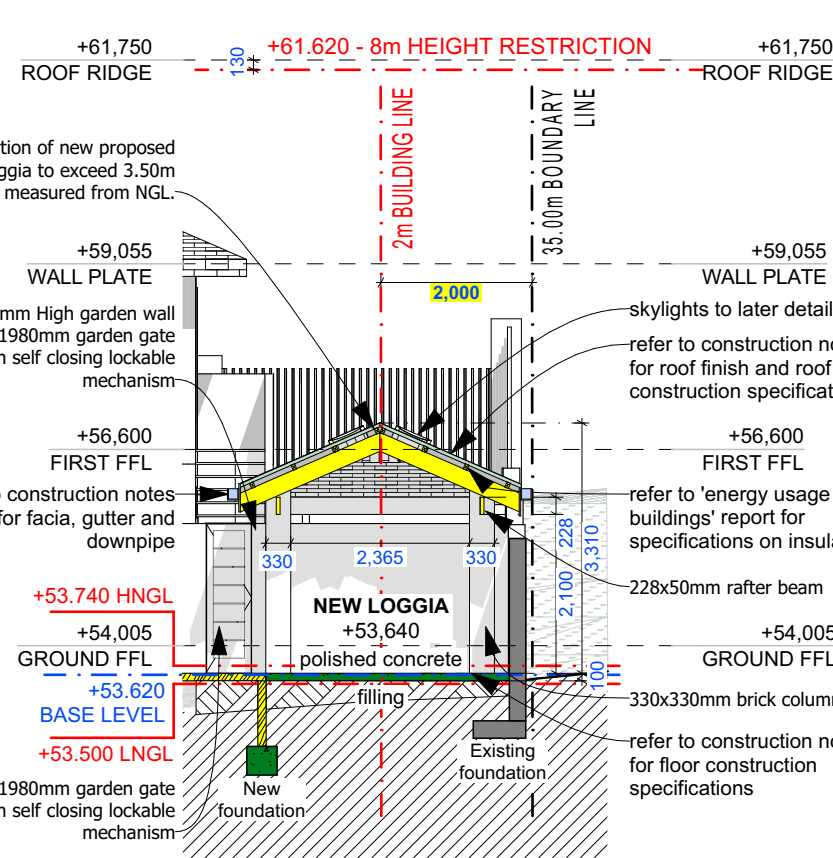 +61,750
ROOF RIDGE
130
+61.620 - 8m HEIGHT RESTRICTION
+61,750
ROOF RIDGE
2m BUILDING LINE
35.00m BOUNDARY
LINE
tion of new proposed
ggia to exceed 3.50m
measured from NGL.
+59,055
WALL PLATE
+59,055
WALL PLATE
2,000
mm High garden wall
1980mm garden gate
self closing lockable
mechanism
skylights to later detail
refer to construction no
for roof finish and roof
construction specificat
+56,600
FIRST FFL
+56,600
FIRST FFL
construction notes
for facia, gutter and
downpipe
refer to 'energy usage
buildings' report for
specifications on insula
330
2,365
330
228
2,100
3,310
100
228x50mm rafter beam
+53.740 HNGL
NEW LOGGIA
+53,640
polished concrete
+54,005
GROUND FFL
+54,005
GROUND FFL
+53.620
BASE LEVEL
filling
330x330mm brick column
+53.500 LNGL
refer to construction no
for floor construction
specifications
Existing
foundation
New
foundation
1980mm garden gate
self closing lockable
mechanism